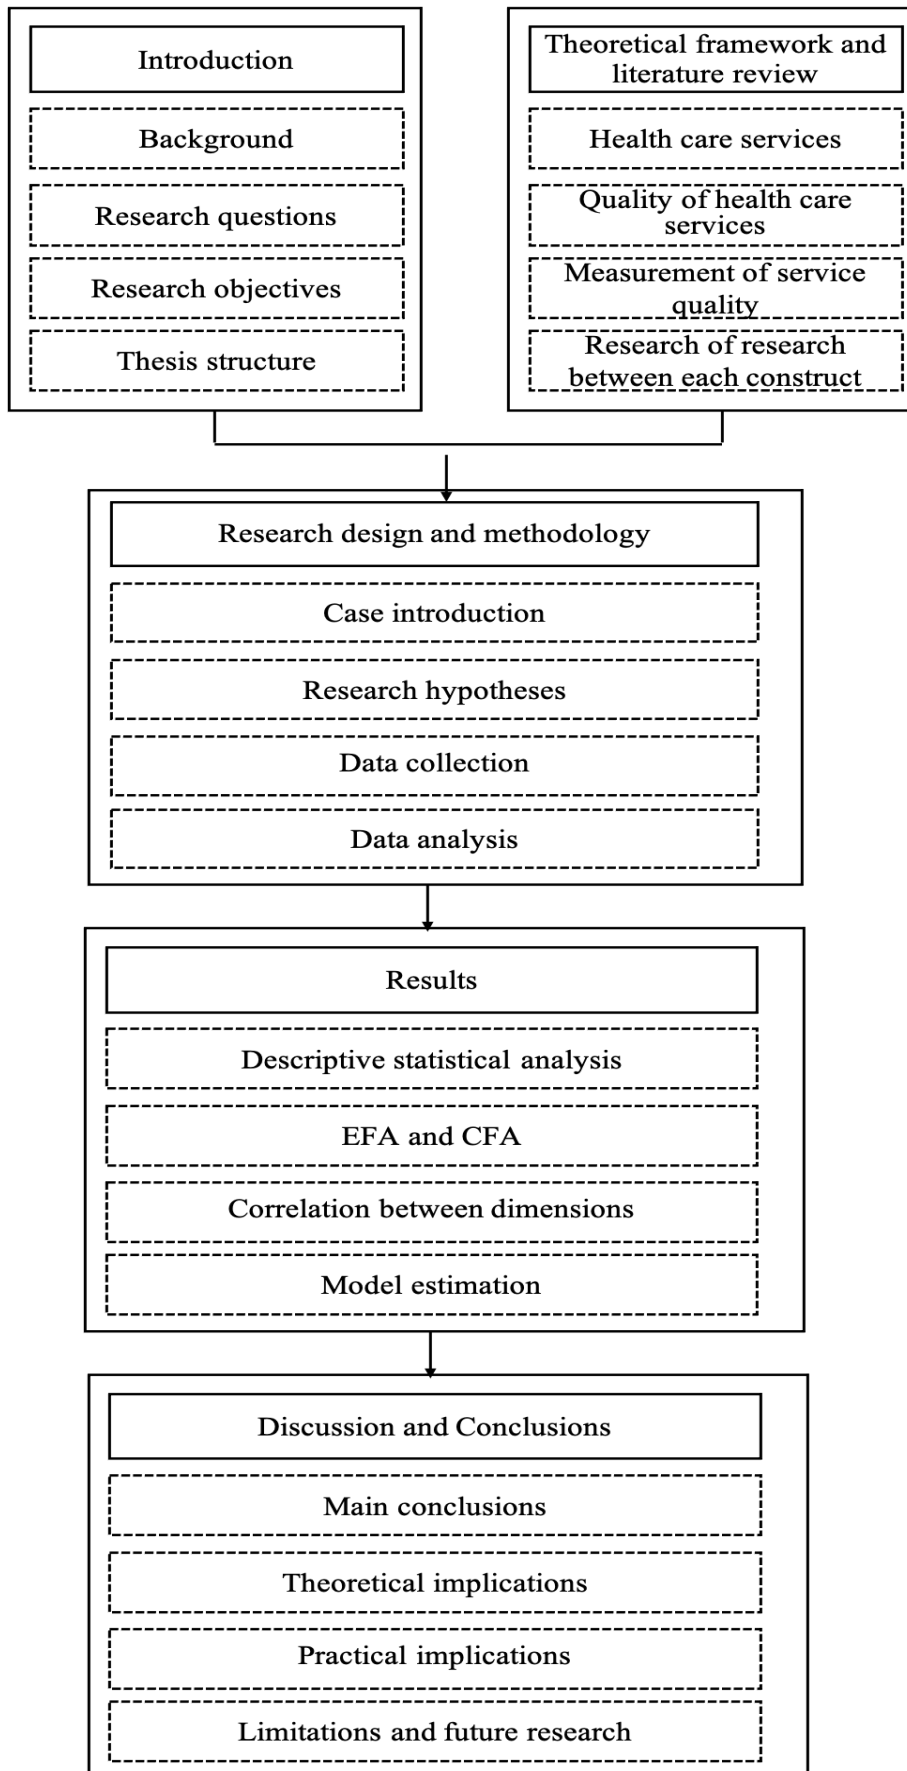 Introduction
Background
Research questions
Research objectives
Thesis structure
Theoretical framework and
literature review
Health care services
Quality of health care
services
Measurement of service
quality
Research of research
between each construct
Research design and methodology
Case introduction
Research hypotheses
Data collection
Data analysis
Results
Descriptive statistical analysis
EFA and CFA
Correlation between dimensions
Model estimation
Discussion and Conclusions
Main conclusions
Theoretical implications
Practical implications
Limitations and future research